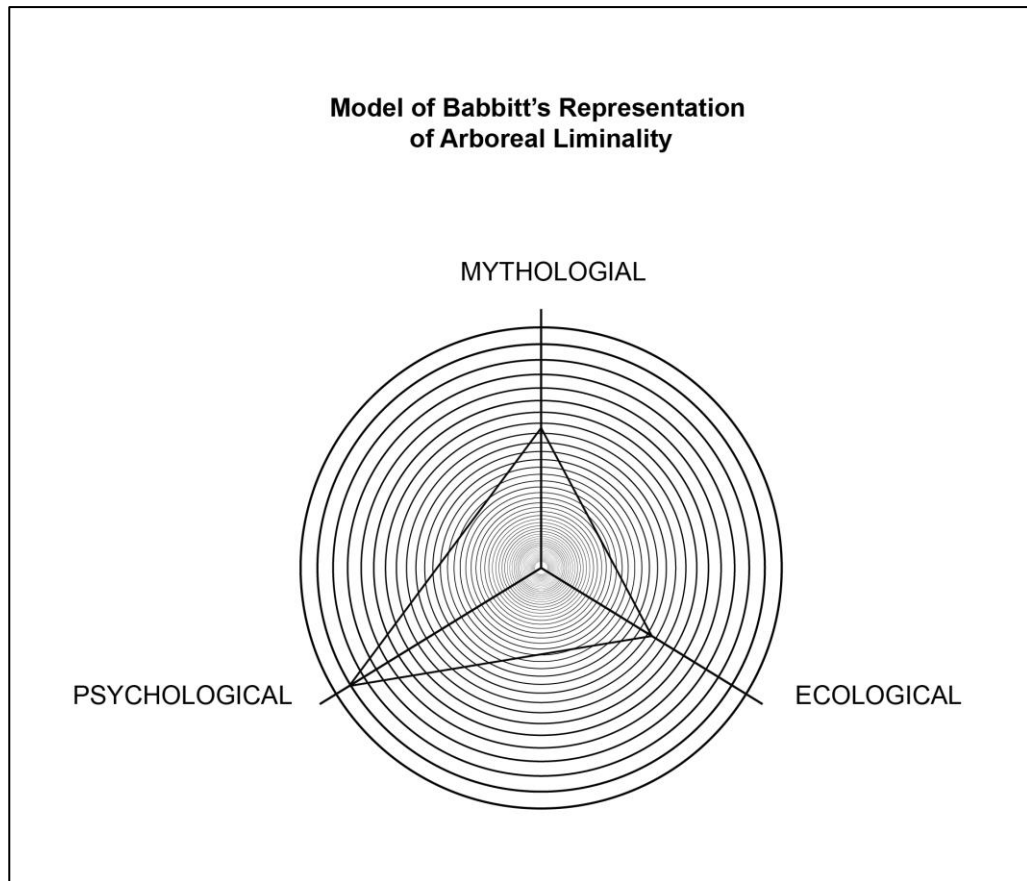 Model of Babbitt’s Representation
of Arboreal Liminality
MYTHOLOGIAL
PSYCHOLOGICAL
ECOLOGICAL